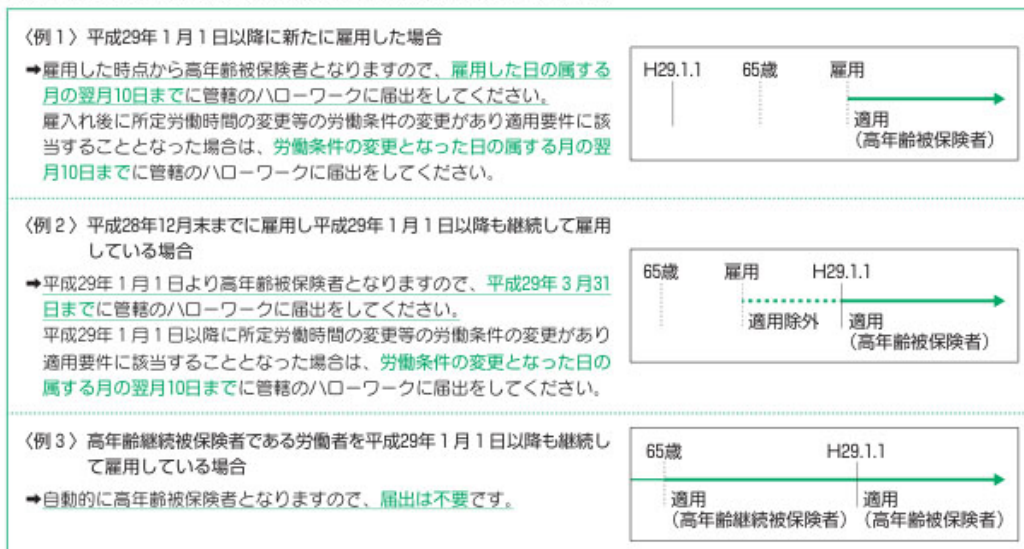 〈例１〉平成29年１月１日以降に新たに雇用した場合
➡雇用した時点から高年齢被保険者となりますので、雇用した日の属する
月の翌月10日までに管轄のハローワークに届出をしてください。
雇入れ後に所定労働時間の変更等の労働条件の変更があり適用要件に該
当することとなった場合は、労働条件の変更となった日の属する月の翌
月10日までに管轄のハローワークに届出をしてください。
H29.1.1 65歳 雇用
適用
（高年齢被保険者）
〈例２〉平成28年12月末までに雇用し平成29年１月１日以降も継続して雇用
している場合
➡平成29年１月１日より高年齢被保険者となりますので、平成29年３月31
日までに管轄のハローワークに届出をしてください。
平成29年１月１日以降に所定労働時間の変更等の労働条件の変更があり
適用要件に該当することとなった場合は、労働条件の変更となった日の
属する月の翌月10日までに管轄のハローワークに届出をしてください。
65歳 雇用 H29.1.1
適用除外 適用
（高年齢被保険者）
〈例３〉高年齢継続被保険者である労働者を平成29年１月１日以降も継続し
て雇用している場合
➡自動的に高年齢被保険者となりますので、届出は不要です。
65歳 H29.1.1
適用 適用
（高年齢継続被保険者）（高年齢被保険者）